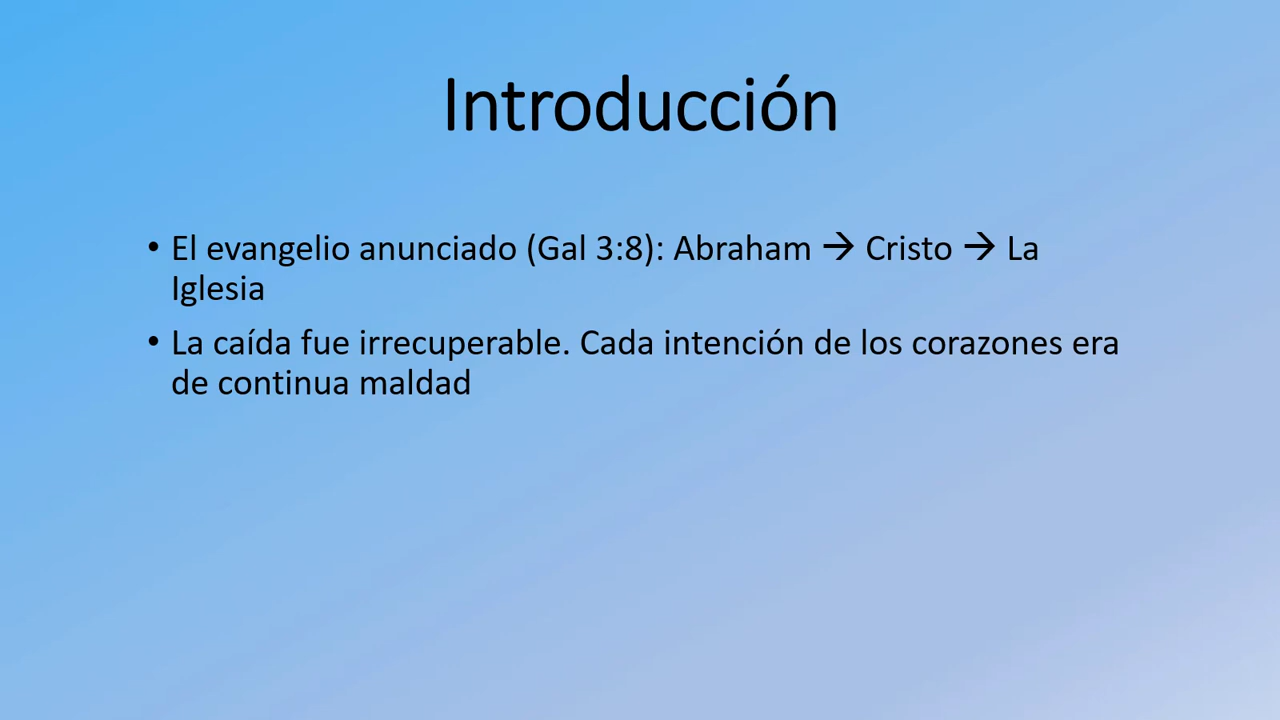 Introducción
• El evangelio anunciado (Gal 3:8): Abraham → Cristo → La
Iglesia
• La caída fue irrecuperable. Cada intención de los corazones era
de continua maldad